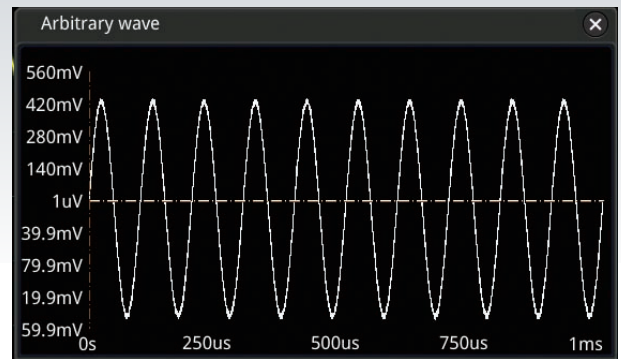 Arbitrary wave
560mV
420mV
280mV
140mV
1uV
39.9mV
79.9mV
19.9mV
59.9mV
0s 250us 500us 750us 1ms